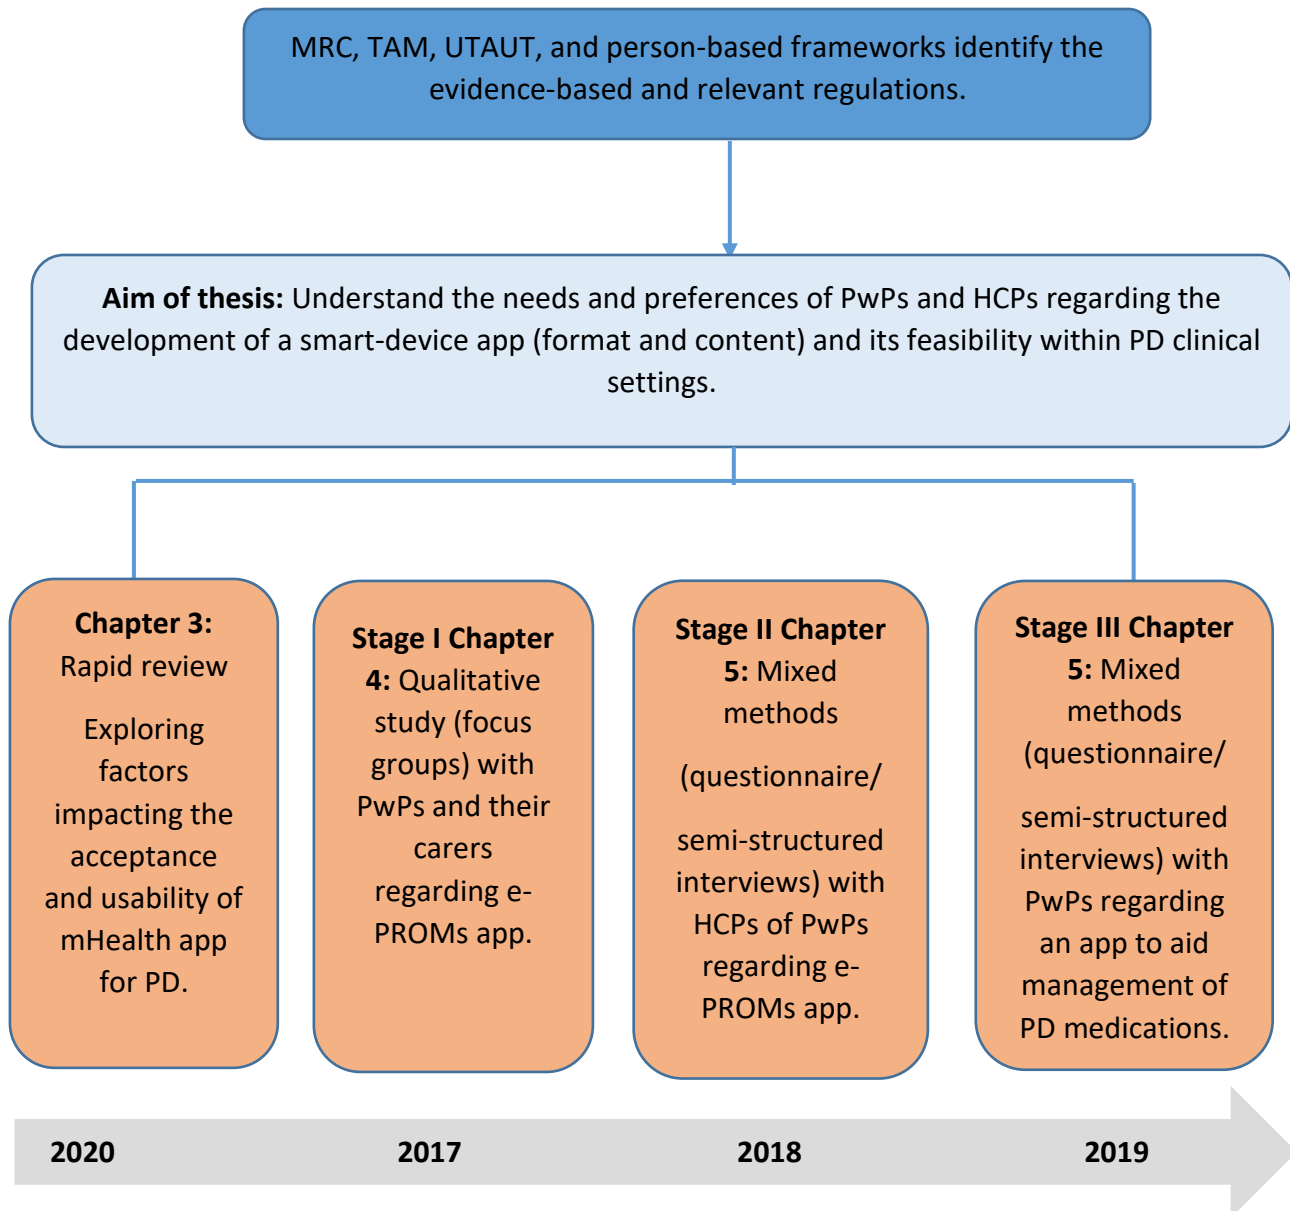 MRC, TAM, UTAUT, and person-based frameworks identify the
evidence-based and relevant regulations.
Aim of thesis: Understand the needs and preferences of PwPs and HCPs regarding the
development of a smart-device app (format and content) and its feasibility within PD clinical
settings.
Chapter 3:
Rapid review
Exploring
factors
impacting the
acceptance
and usability of
mHealth app
for PD.
Stage I Chapter
4: Qualitative
study (focus
groups) with
PwPs and their
carers
regarding e-
PROMs app.
Stage II Chapter
5: Mixed
methods
(questionnaire/
semi-structured
interviews) with
HCPs of PwPs
regarding e-
PROMs app.
Stage III Chapter
5: Mixed
methods
(questionnaire/
semi-structured
interviews) with
PwPs regarding
an app to aid
management of
PD medications.
2020
2017
2018
2019